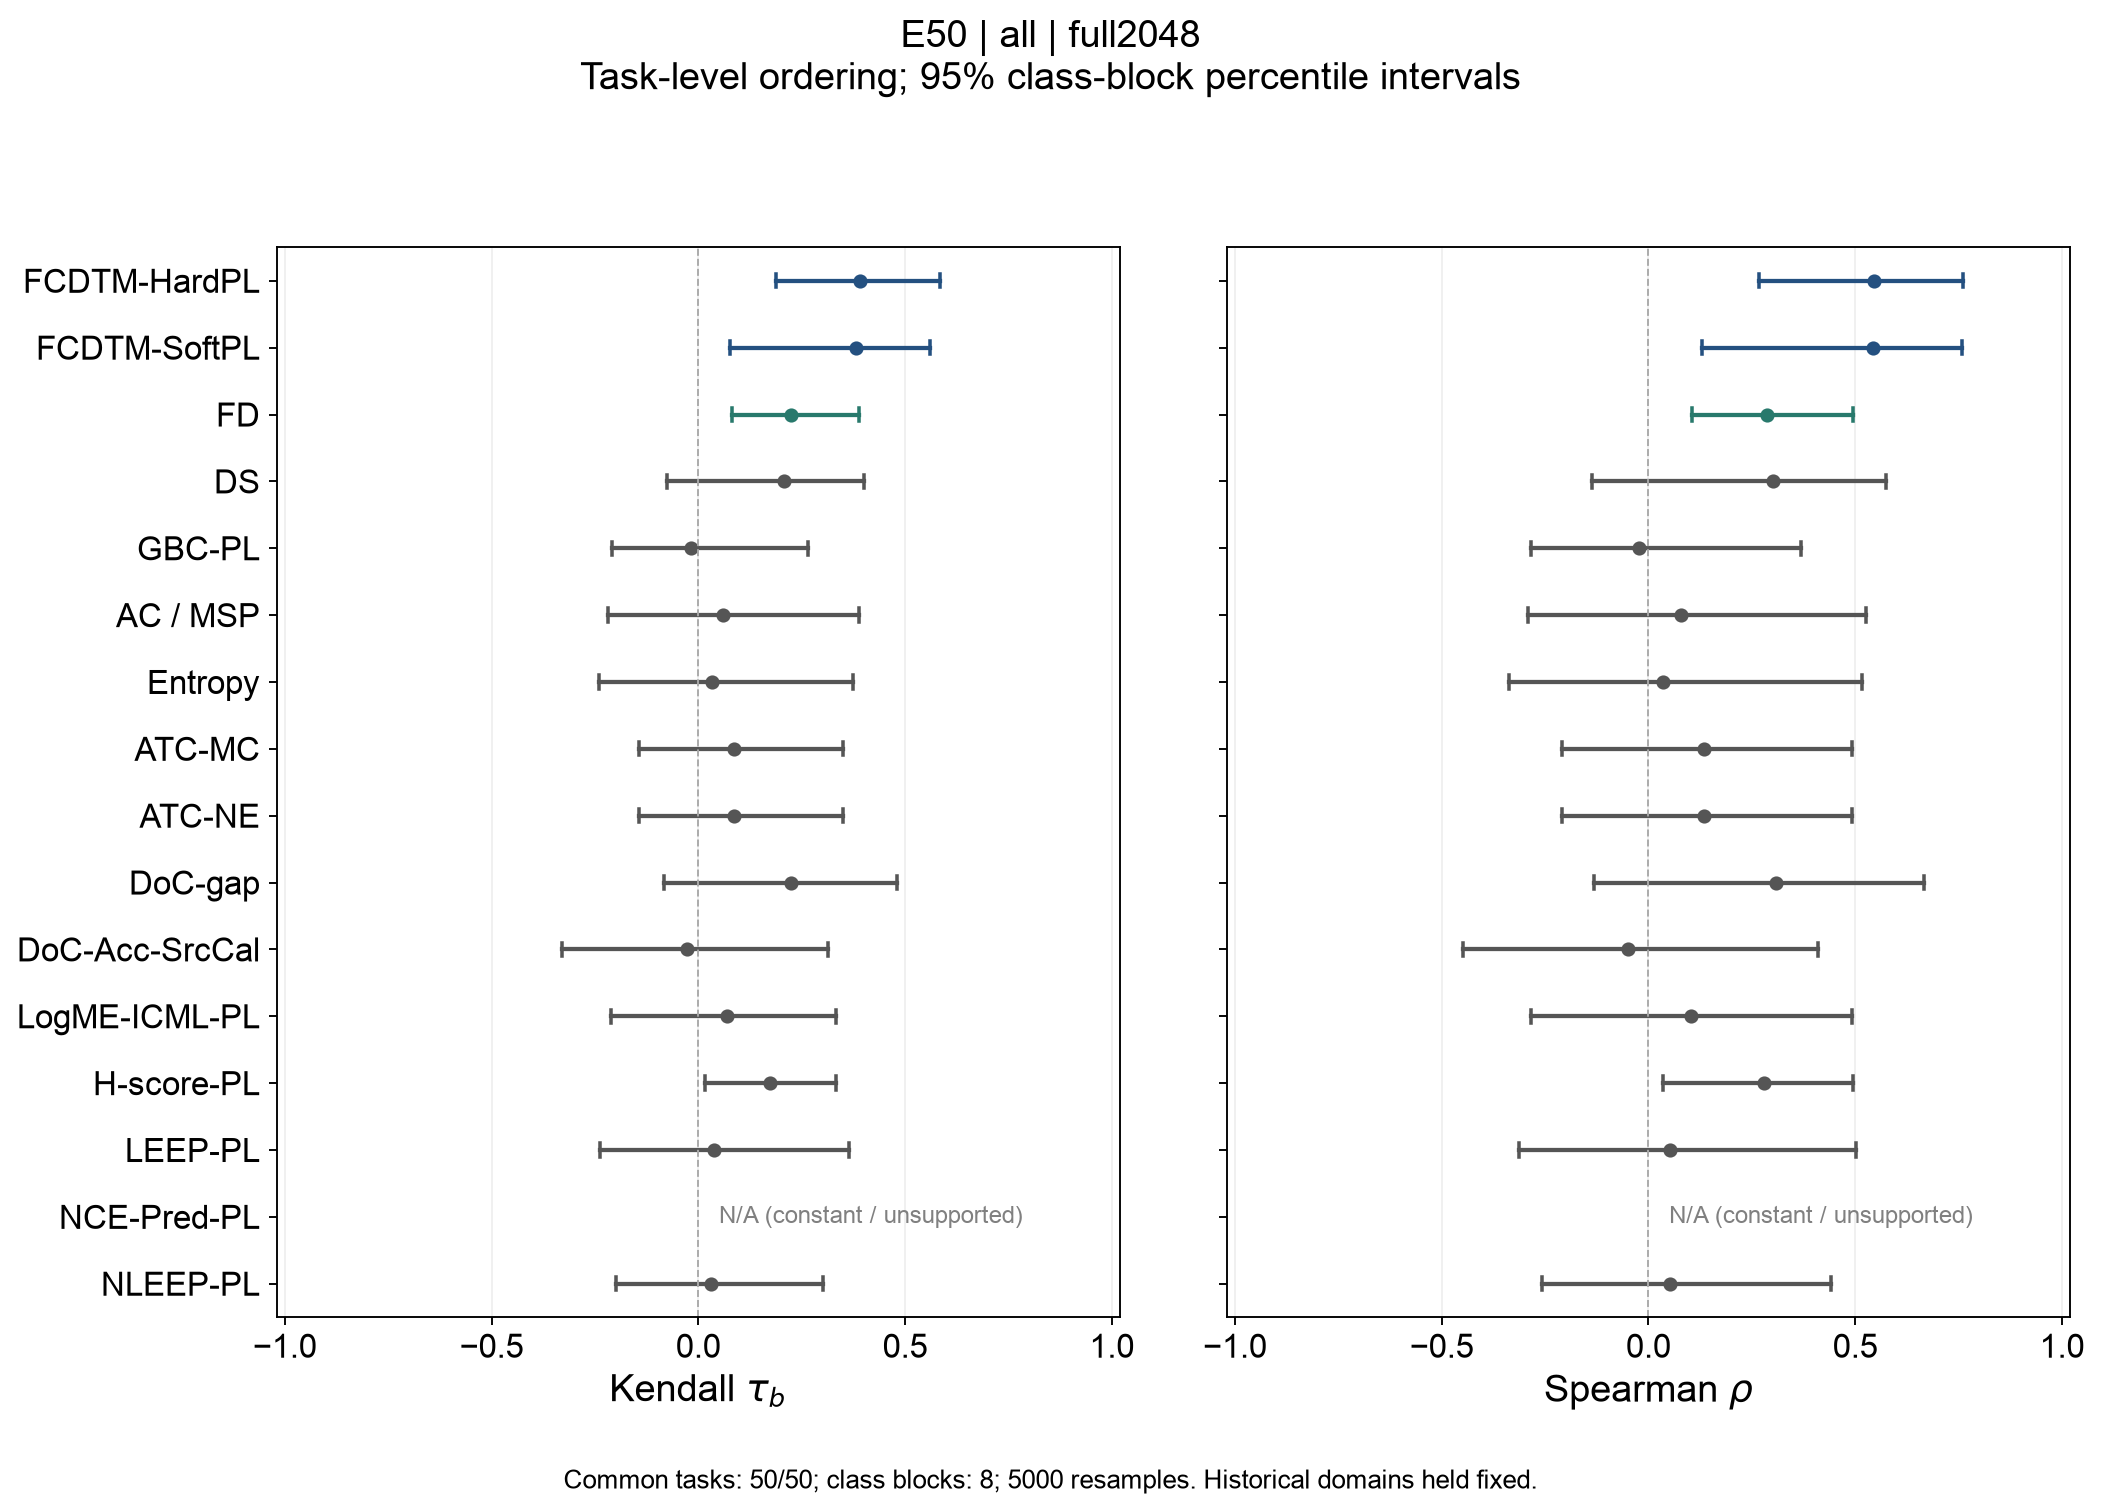 E50 | all | full2048
Task-level ordering; 95% class-block percentile intervals
FCDTM-HardPL
FCDTM-SoftPL
FD
DS
GBC-PL
AC / MSP
Entropy
ATC-MC
ATC-NE
DoC-gap
DoC-Acc-SrcCal
LogME-ICML-PL
H-score-PL
LEEP-PL
NCE-Pred-PL
NLEEP-PL
N/A (constant / unsupported)
−1.0 −0.5 0.0 0.5 1.0
Kendall τ_b
N/A (constant / unsupported)
−1.0 −0.5 0.0 0.5 1.0
Spearman ρ
Common tasks: 50/50; class blocks: 8; 5000 resamples. Historical domains held fixed.